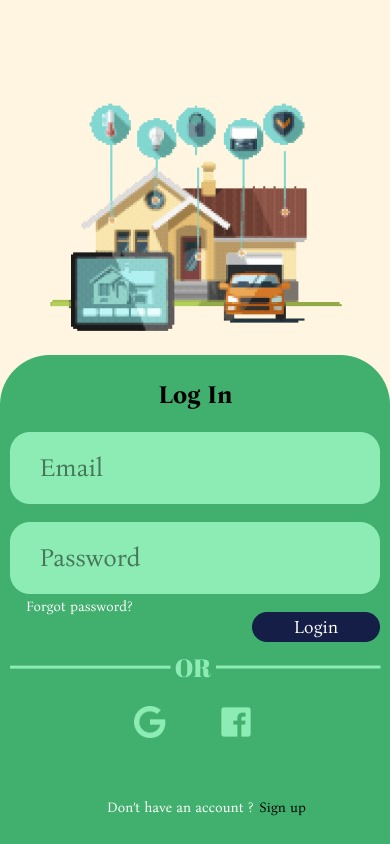 Log In
Email
Password
Forgot password?
Login
OR
Don't have an account ? Sign up